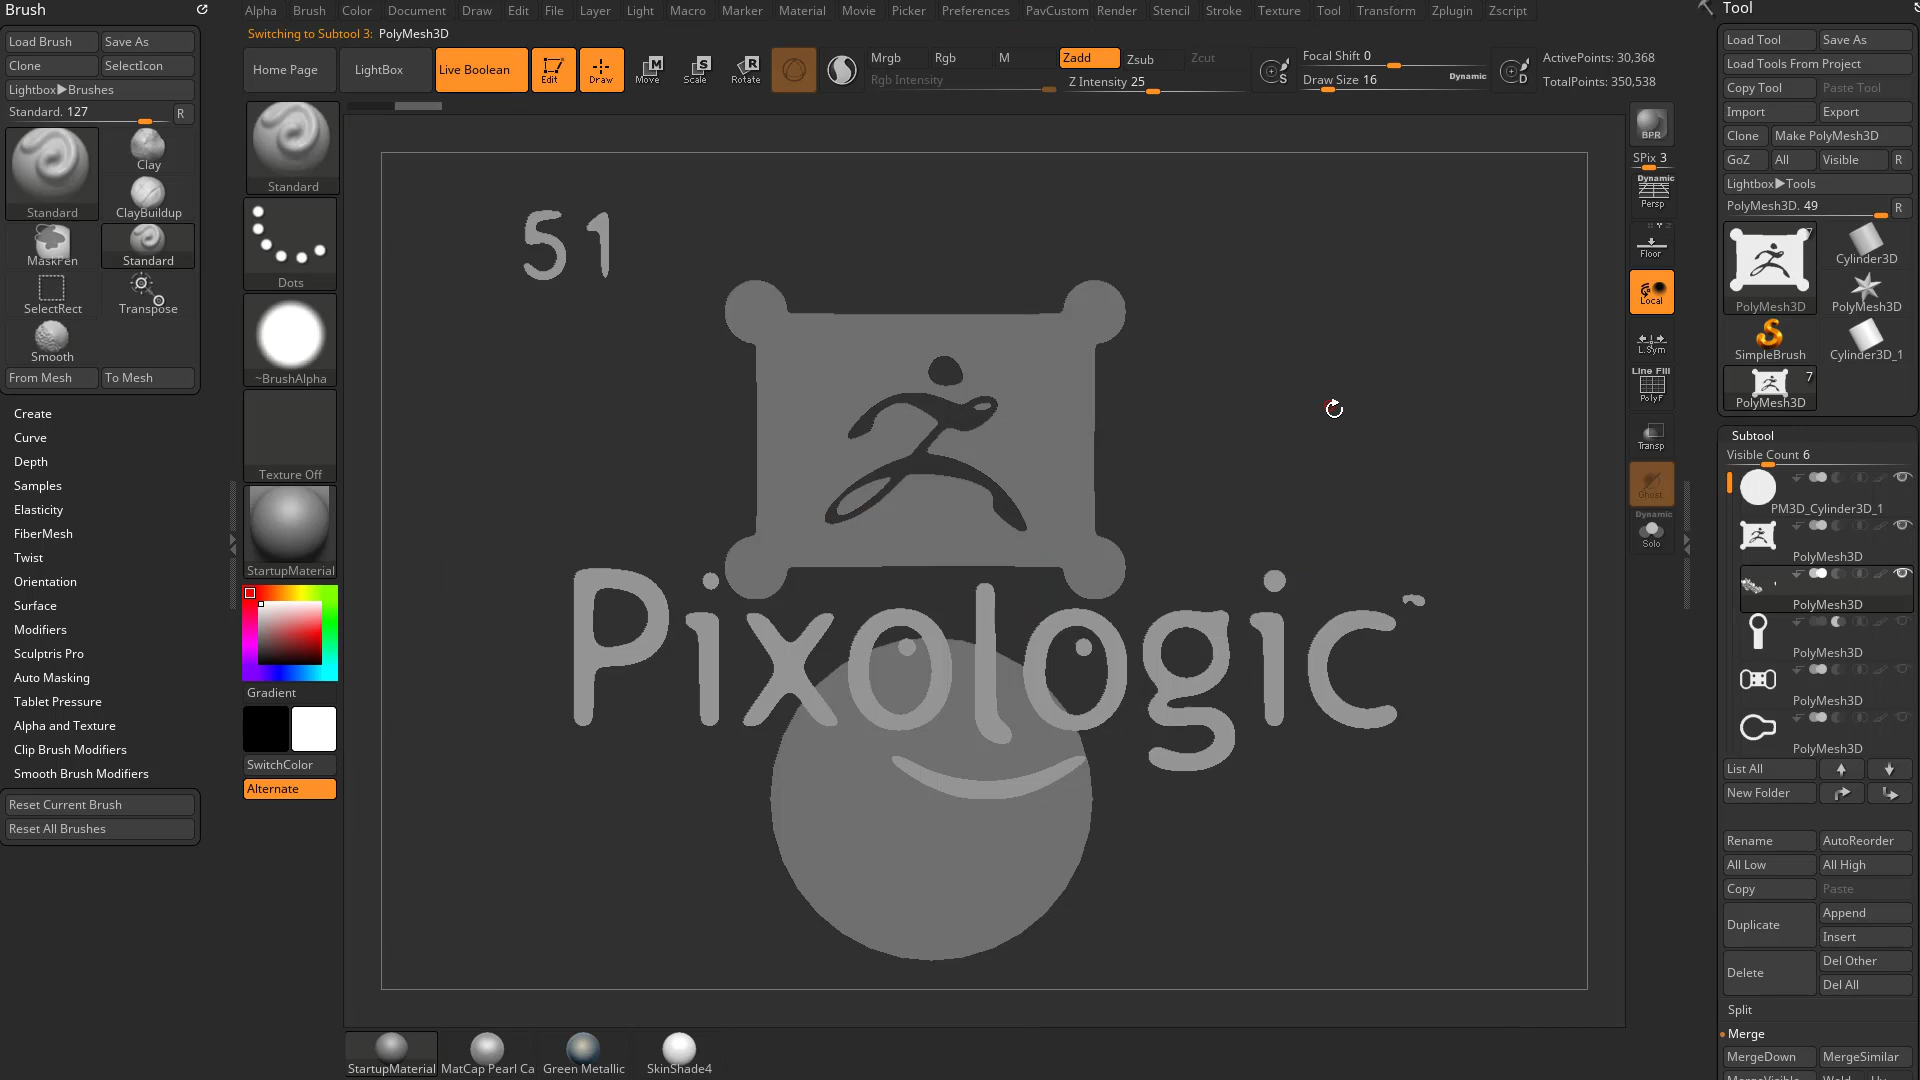 Brush
Alpha Brush Color Document Draw Edit File Layer Light Macro Marker Material Movie Picker Preferences PavCustom Render Stencil Stroke Texture Tool Transform Zplugin Zscript
Tool
Switching to Subtool 3: PolyMesh3D
Load Brush Save As
Clone SelectIcon
Lightbox▶Brushes
Standard. 127 R
Standard
Clay
ClayBuildup
MaskPen
Standard
SelectRect
Transpose
Smooth
From Mesh To Mesh
Create
Curve
Depth
Samples
Elasticity
FiberMesh
Twist
Orientation
Surface
Modifiers
Sculptris Pro
Auto Masking
Tablet Pressure
Alpha and Texture
Clip Brush Modifiers
Smooth Brush Modifiers
Reset Current Brush
Reset All Brushes
Home Page
LightBox
Live Boolean
Edit
Draw
Move
Scale
Rotate
Mrgb Rgb M
Rgb Intensity
Zadd Zsub Zcut
Z Intensity 25
Focal Shift 0
Draw Size 16 Dynamic
ActivePoints: 30,368
TotalPoints: 350,538
Standard
Dots
~BrushAlpha
Texture Off
StartupMaterial
Gradient
SwitchColor
Alternate
51
Pixologic
StartupMaterial
MatCap Pearl Ca
Green Metallic
SkinShade4
BPR
SPix 3
Dynamic
Persp
Floor
Local
L.Sym
Line Fill
PolyF
Transp
Ghost
Dynamic
Solo
Load Tool Save As
Load Tools From Project
Copy Tool Paste Tool
Import Export
Clone Make PolyMesh3D
GoZ All Visible R
Lightbox▶Tools
PolyMesh3D. 49 R
7
PolyMesh3D
Cylinder3D
PolyMesh3D
SimpleBrush
Cylinder3D_1
7
PolyMesh3D
Subtool
Visible Count 6
PM3D_Cylinder3D_1
PolyMesh3D
PolyMesh3D
PolyMesh3D
PolyMesh3D
PolyMesh3D
List All
New Folder
Rename AutoReorder
All Low All High
Copy Paste
Duplicate
Append
Insert
Delete
Del Other
Del All
Split
Merge
MergeDown MergeSimilar